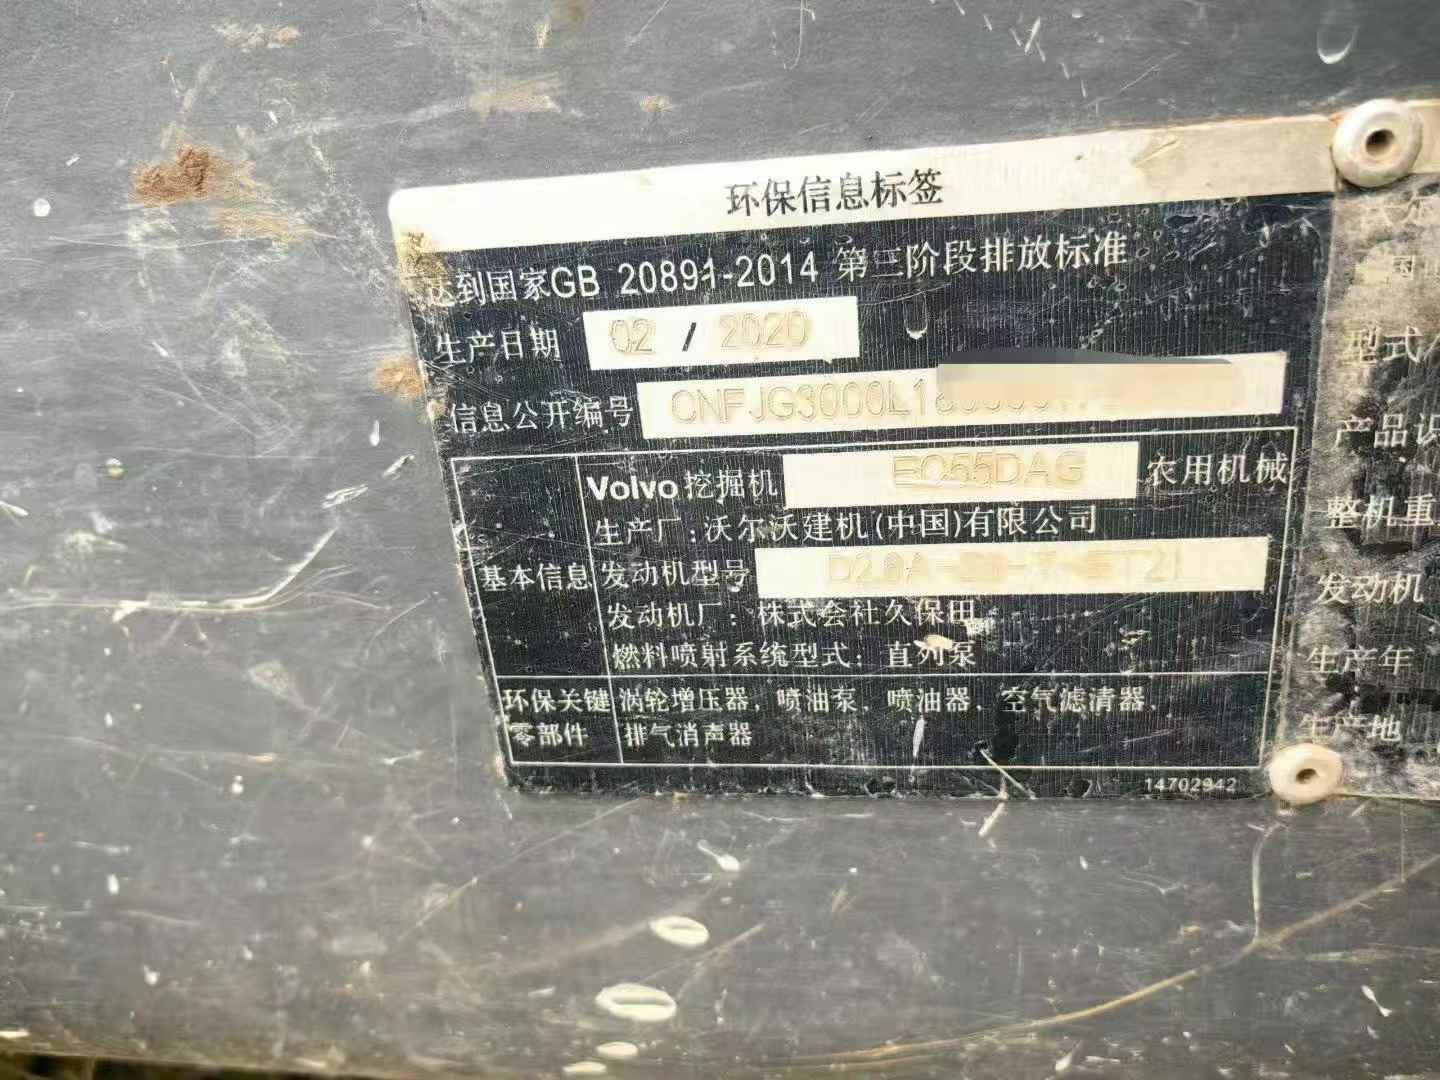 环保信息标签
达到国家GB 20891-2014 第三阶段排放标准
生产日期 02 / 2020
信息公开编号 CNFJG3000L16
Volvo 挖掘机 EC55DAG 农用机械
生产厂:沃尔沃建机(中国)有限公司
基本信息 发动机型号
发动机厂: 株式会社久保田
燃料喷射系统型式: 直列泵
环保关键 涡轮增压器, 喷油泵, 喷油器, 空气滤清器,
零部件 排气消声器
14702942
型式
产品识
整机重
发动机
生产年
生产地